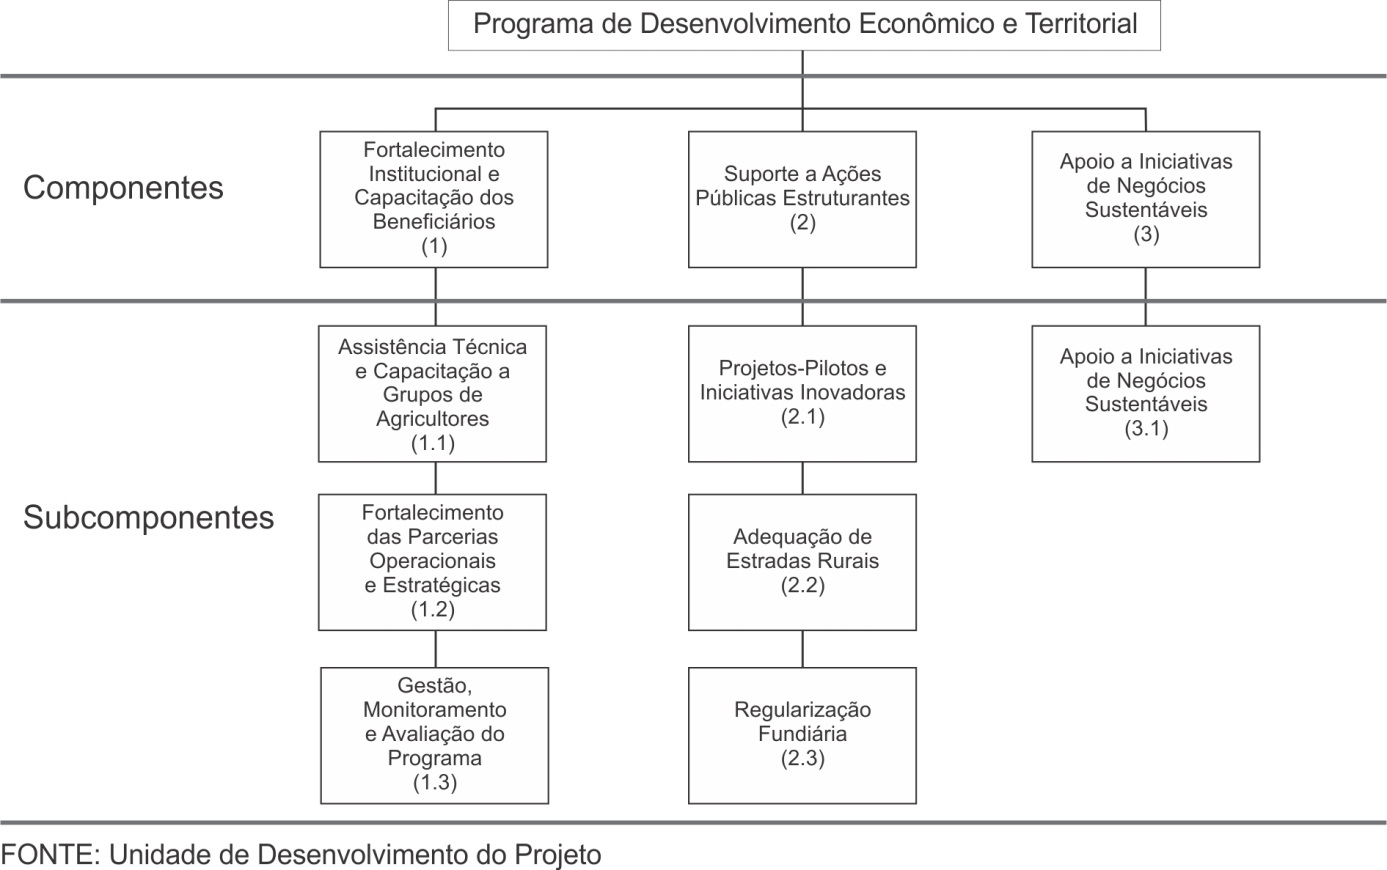 Programa de Desenvolvimento Econômico e Territorial
Componentes
Fortalecimento
Institucional e
Capacitação dos
Beneficiários
(1)
Suporte a Ações
Públicas Estruturantes
(2)
Apoio a Iniciativas
de Negócios
Sustentáveis
(3)
Subcomponentes
Assistência Técnica
e Capacitação a
Grupos de
Agricultores
(1.1)
Projetos-Pilotos e
Iniciativas Inovadoras
(2.1)
Apoio a Iniciativas
de Negócios
Sustentáveis
(3.1)
Fortalecimento
das Parcerias
Operacionais
e Estratégicas
(1.2)
Adequação de
Estradas Rurais
(2.2)
Gestão,
Monitoramento
e Avaliação do
Programa
(1.3)
Regularização
Fundiária
(2.3)
FONTE: Unidade de Desenvolvimento do Projeto